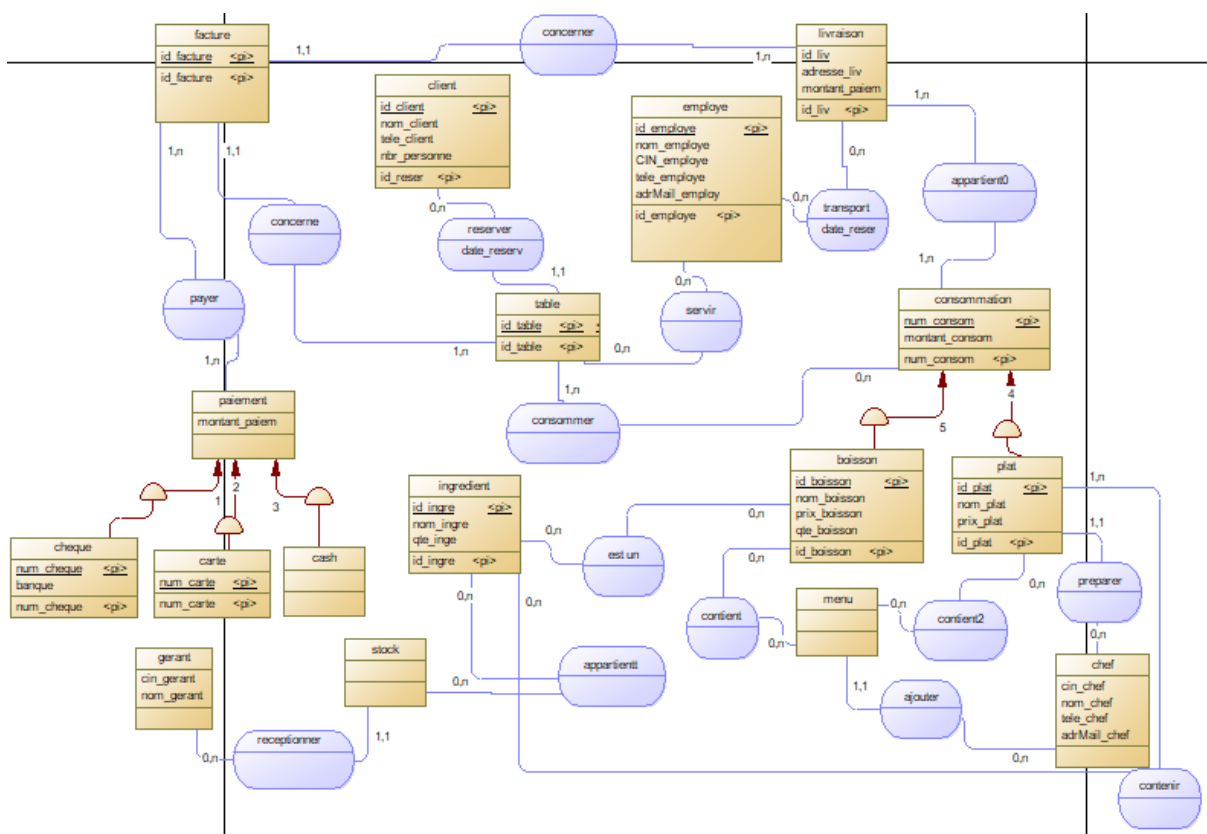 facture
id_facture <pi>
id_facture <pi>
1,1
concerner
1,n
livraison
id_liv
adresse_liv
montant_paiem
id_liv <pi>
client
id_client <pi>
nom_client
tele_client
nbr_personne
id_reser <pi>
employe
id_employe <pi>
nom_employe
CIN_employe
tele_employe
adrMail_employ
id_employe <pi>
1,n
1,n
1,1
0,n
appartient0
0,n
0,n
transport
date_reser
concerne
reserver
date_reserv
1,1
0,n
1,n
payer
servir
table
id_table <pi>
id_table <pi>
consommation
num_consom <pi>
montant_consom
num_consom <pi>
1,n
0,n
1,n
1,n
0,n
paiement
montant_paiem
consommer
4
5
1
2
3
ingredient
id_ingre <pi>
nom_ingre
qte_inge
id_ingre <pi>
boisson
id_boisson <pi>
nom_boisson
prix_boisson
qte_boisson
id_boisson <pi>
plat
id_plat <pi>
nom_plat
prix_plat
id_plat <pi>
1,n
0,n
0,n
1,1
cheque
num_cheque <pi>
banque
num_cheque <pi>
carte
num_carte <pi>
num_carte <pi>
cash
est un
0,n
0,n
0,n
0,n
preparer
menu
0,n
contient
contient2
0,n
0,n
gerant
cin_gerant
nom_gerant
stock
0,n
appartientt
chef
cin_chef
nom_chef
tele_chef
adrMail_chef
1,1
ajouter
receptionner
1,1
0,n
0,n
contenir